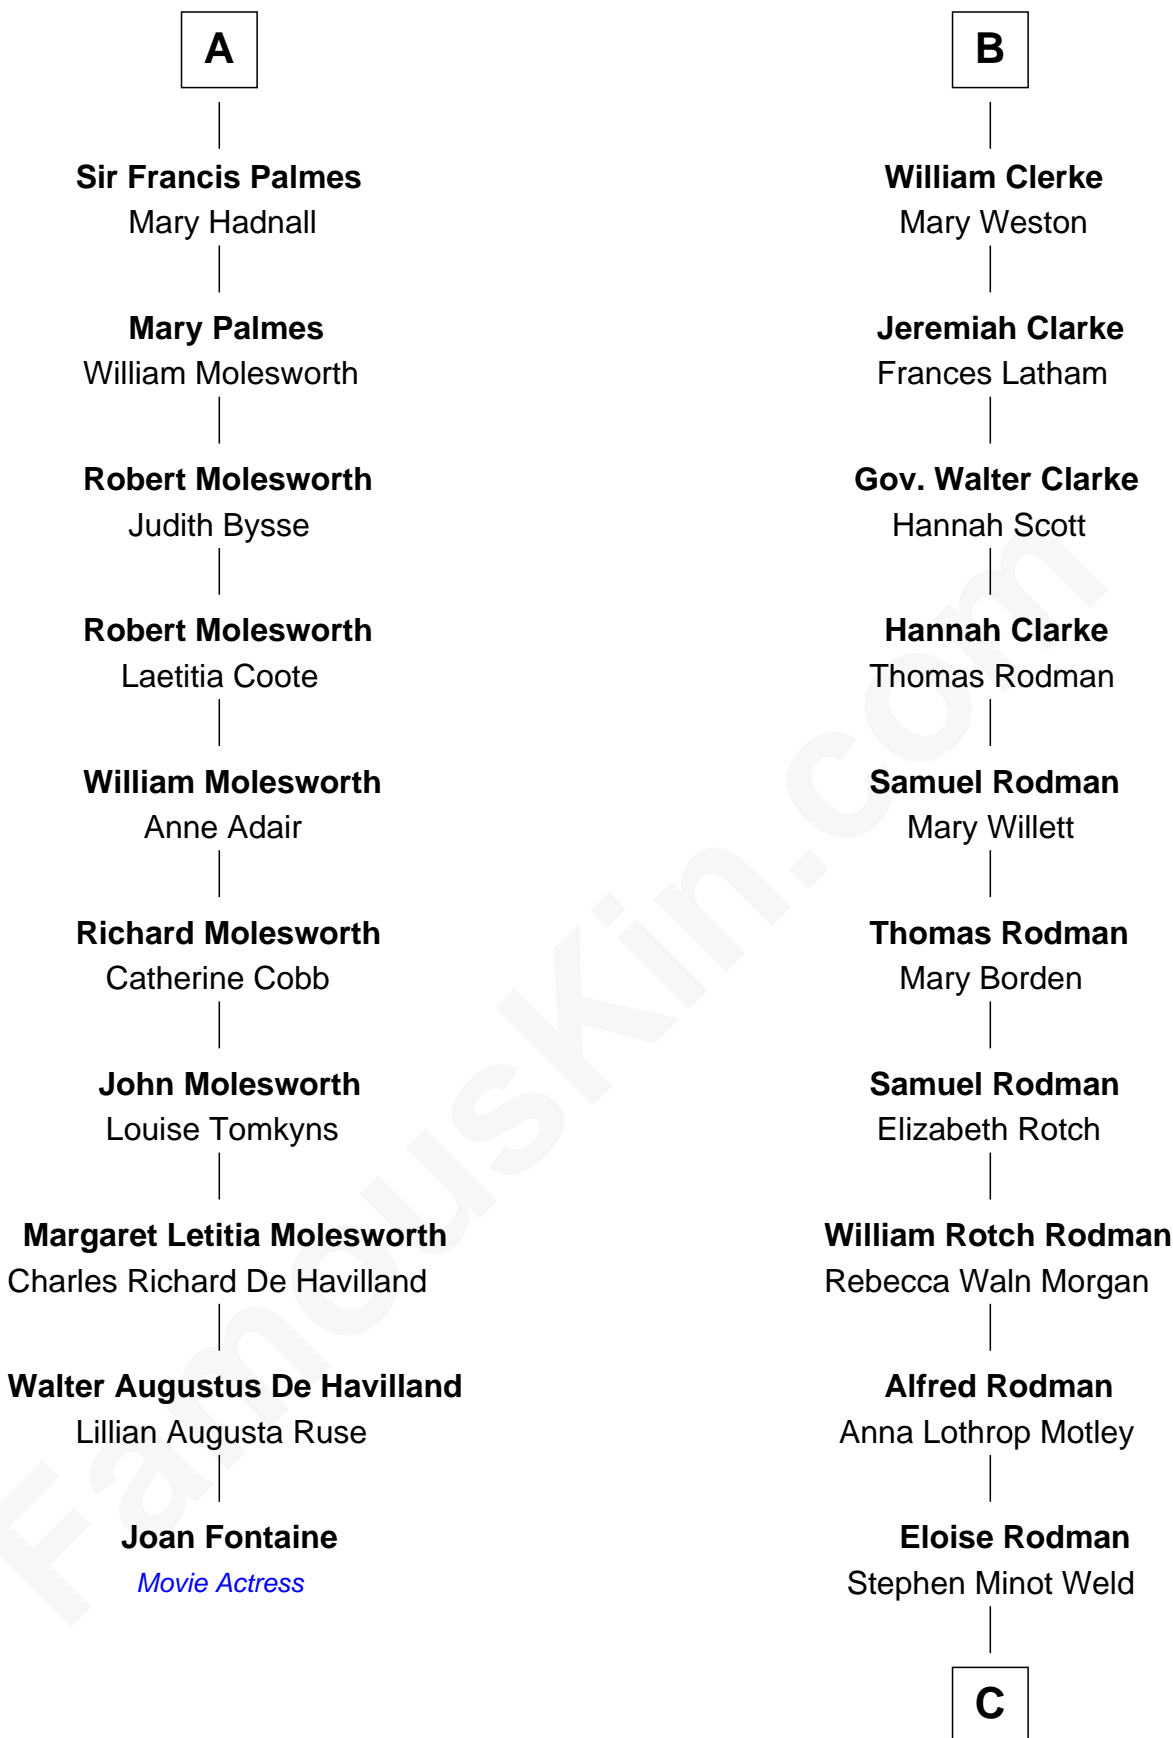 A
Sir Francis Palmes
Mary Hadnall
Mary Palmes
William Molesworth
Robert Molesworth
Judith Bysse
Robert Molesworth
Laetitia Coote
William Molesworth
Anne Adair
Richard Molesworth
Catherine Cobb
John Molesworth
Louise Tomkyns
Margaret Letitia Molesworth
Charles Richard De Havilland
Walter Augustus De Havilland
Lillian Augusta Ruse
Joan Fontaine
Movie Actress
B
William Clerke
Mary Weston
Jeremiah Clarke
Frances Latham
Gov. Walter Clarke
Hannah Scott
Hannah Clarke
Thomas Rodman
Samuel Rodman
Mary Willett
Thomas Rodman
Mary Borden
Samuel Rodman
Elizabeth Rotch
William Rotch Rodman
Rebecca Waln Morgan
Alfred Rodman
Anna Lothrop Motley
Eloise Rodman
Stephen Minot Weld
C
FamousKin.com